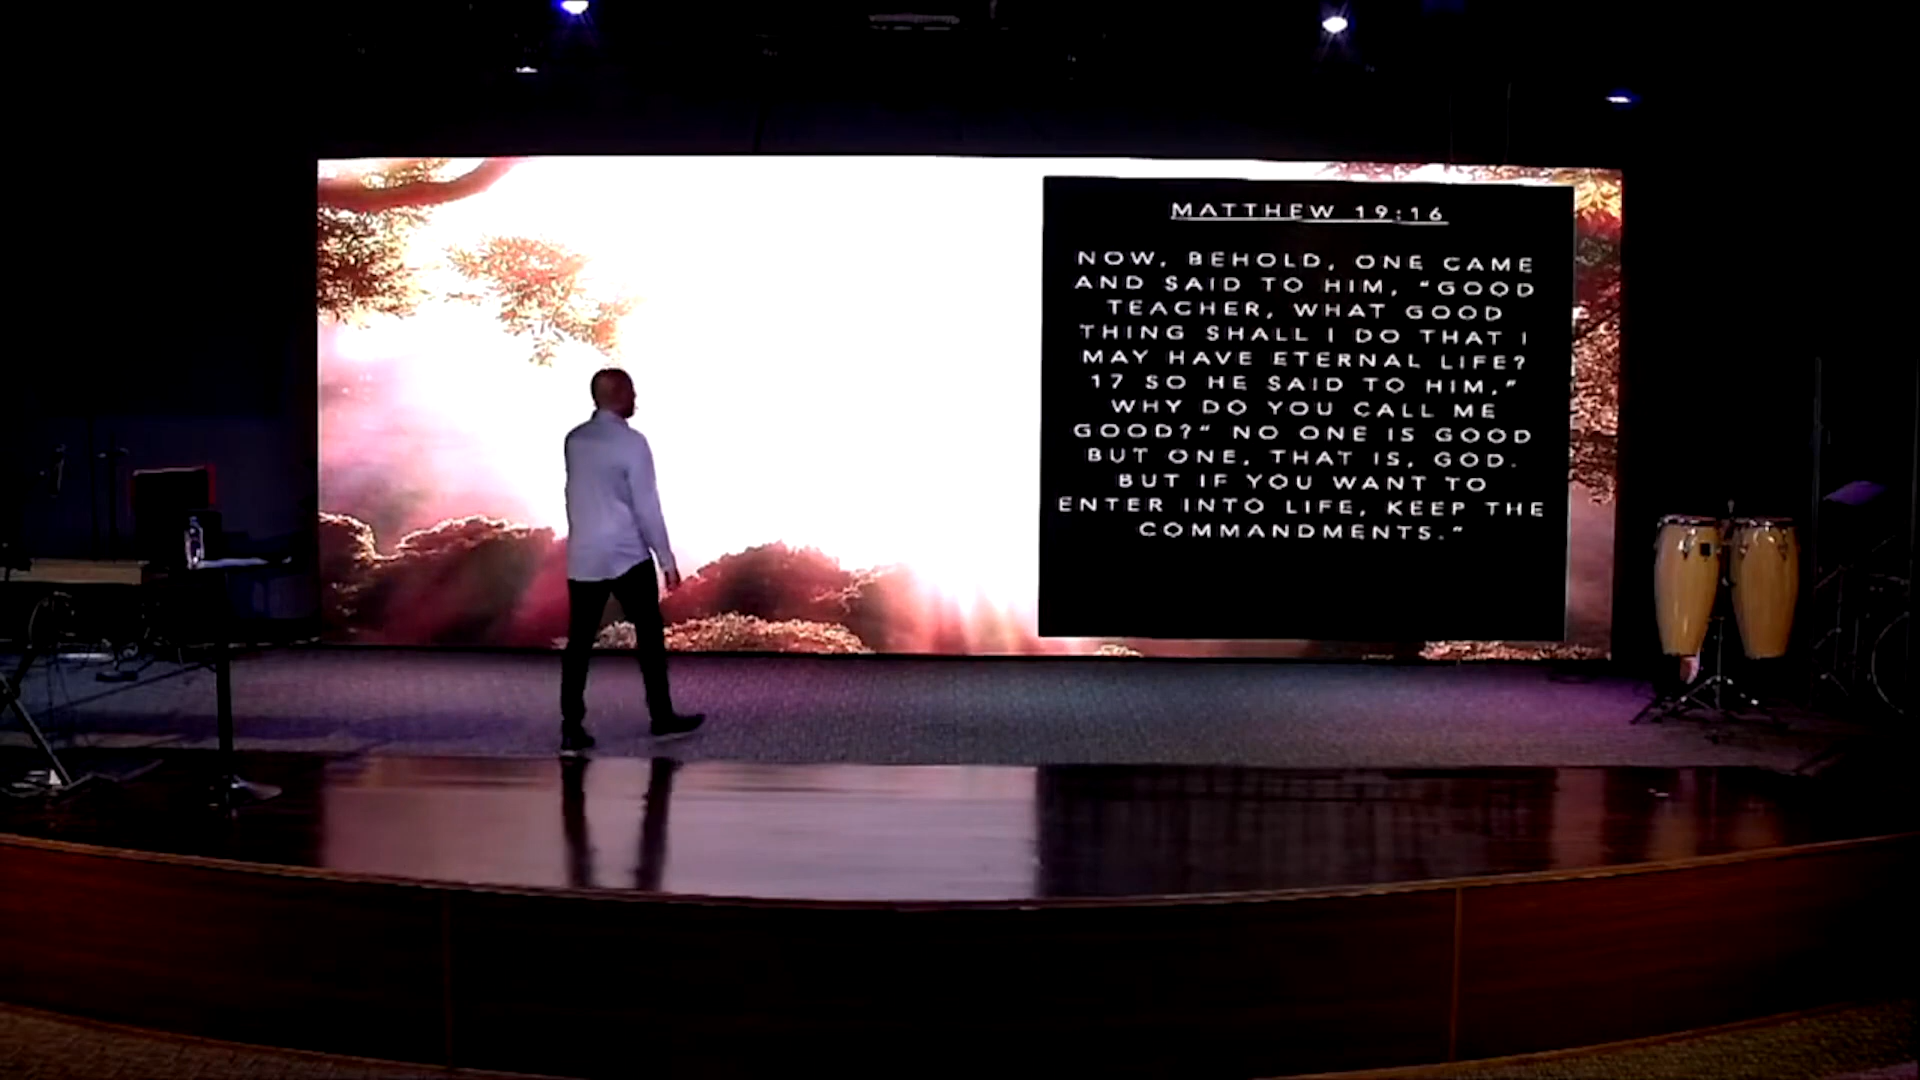 MATTHEW 19:16
NOW, BEHOLD, ONE CAME
AND SAID TO HIM, "GOOD
TEACHER, WHAT GOOD
THING SHALL I DO THAT I
MAY HAVE ETERNAL LIFE?
17 SO HE SAID TO HIM,"
WHY DO YOU CALL ME
GOOD?" NO ONE IS GOOD
BUT ONE, THAT IS, GOD.
BUT IF YOU WANT TO
ENTER INTO LIFE, KEEP THE
COMMANDMENTS."